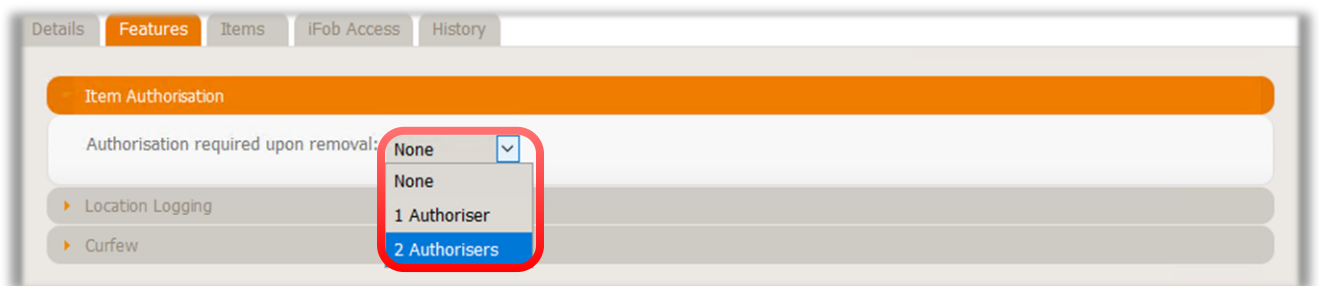 Details Features Items iFob Access History
Item Authorisation
Authorisation required upon removal: None
None
1 Authoriser
Location Logging
2 Authorisers
Curfew